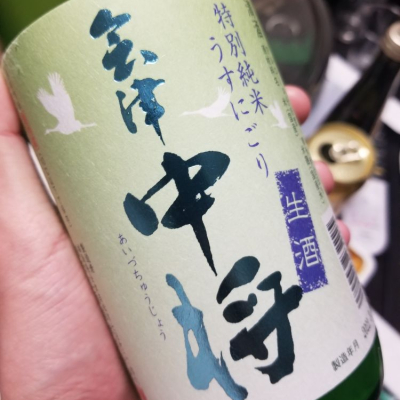 特別純米
うすにごり
會津
中将
あいづちゅうじょう
生酒
製造年月